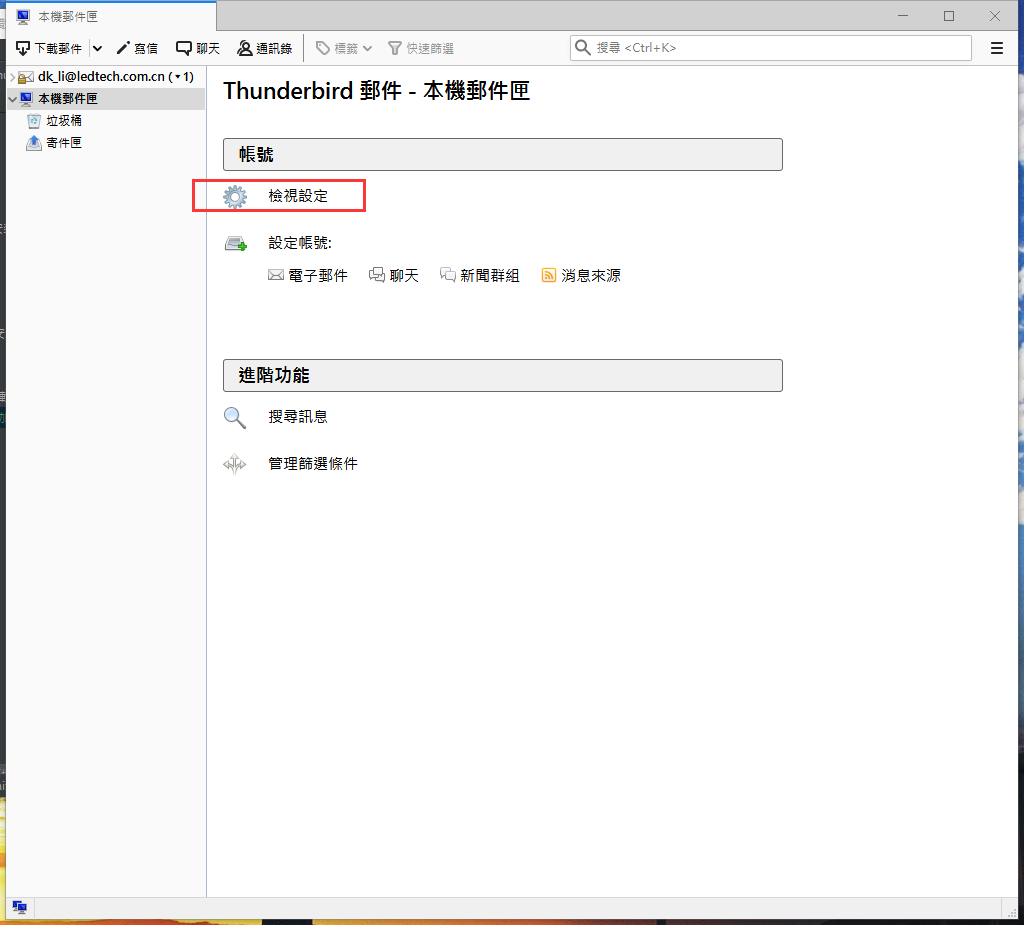 本機郵件匣
下載郵件 寫信 聊天 通訊錄 標籤 快速篩選 搜尋 <Ctrl+K>
dk_li@ledtech.com.cn (•1)
本機郵件匣
垃圾桶
寄件匣
Thunderbird 郵件 - 本機郵件匣
帳號
檢視設定
設定帳號:
電子郵件 聊天 新聞群組 消息來源
進階功能
搜尋訊息
管理篩選條件